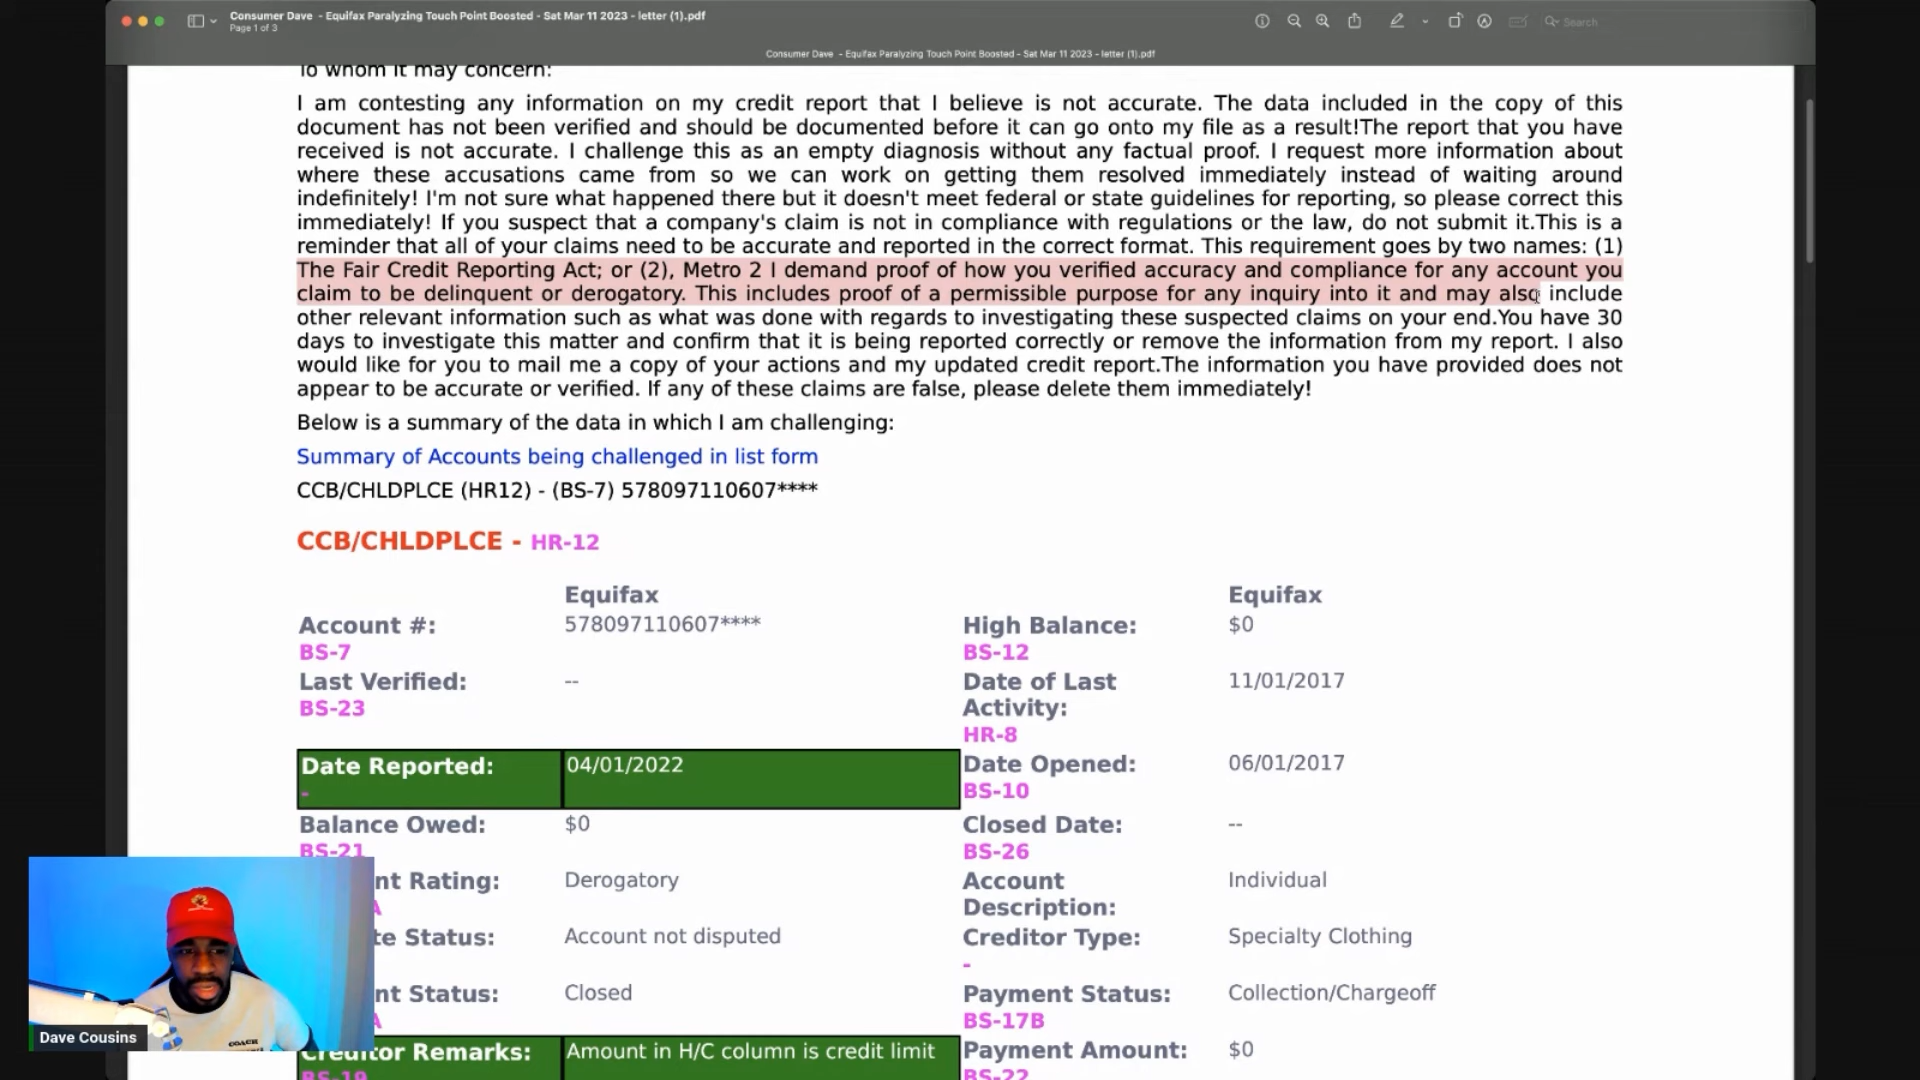 Consumer Dave - Equifax Paralyzing Touch Point Boosted - Sat Mar 11 2023 - letter (1).pdf
Page 1 of 3
Search
Consumer Dave - Equifax Paralyzing Touch Point Boosted - Sat Mar 11 2023 - letter (1).pdf
To whom it may concern:
I am contesting any information on my credit report that I believe is not accurate. The data included in the copy of this
document has not been verified and should be documented before it can go onto my file as a result!The report that you have
received is not accurate. I challenge this as an empty diagnosis without any factual proof. I request more information about
where these accusations came from so we can work on getting them resolved immediately instead of waiting around
indefinitely! I'm not sure what happened there but it doesn't meet federal or state guidelines for reporting, so please correct this
immediately! If you suspect that a company's claim is not in compliance with regulations or the law, do not submit it.This is a
reminder that all of your claims need to be accurate and reported in the correct format. This requirement goes by two names: (1)
The Fair Credit Reporting Act; or (2), Metro 2 I demand proof of how you verified accuracy and compliance for any account you
claim to be delinquent or derogatory. This includes proof of a permissible purpose for any inquiry into it and may also include
other relevant information such as what was done with regards to investigating these suspected claims on your end.You have 30
days to investigate this matter and confirm that it is being reported correctly or remove the information from my report. I also
would like for you to mail me a copy of your actions and my updated credit report.The information you have provided does not
appear to be accurate or verified. If any of these claims are false, please delete them immediately!
Below is a summary of the data in which I am challenging:
Summary of Accounts being challenged in list form
CCB/CHLDPLCE (HR12) - (BS-7) 578097110607****
CCB/CHLDPLCE - HR-12
Equifax Equifax
Account #: 578097110607**** High Balance: $0
BS-7 BS-12
Last Verified: -- Date of Last 11/01/2017
BS-23 Activity:
HR-8
Date Reported: 04/01/2022 Date Opened: 06/01/2017
- BS-10
Balance Owed: $0 Closed Date: --
BS-21 BS-26
nt Rating: Derogatory Account Individual
A Description:
te Status: Account not disputed Creditor Type: Specialty Clothing
-
nt Status: Closed Payment Status: Collection/Chargeoff
A BS-17B
Dave Cousins
COACH
Creditor Remarks: Amount in H/C column is credit limit Payment Amount: $0
BS-19 BS-22